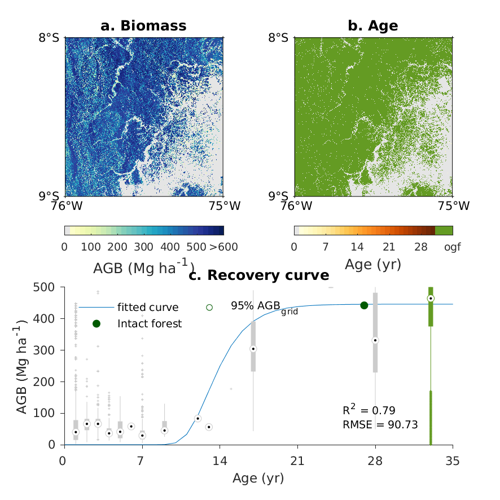 a. Biomass
b. Age
8°S
8°S
9°S
9°S
76°W
75°W
76°W
75°W
0 100 200 300 400 500 >600
0 7 14 21 28 ogf
AGB (Mg ha⁻¹)
Age (yr)
c. Recovery curve
fitted curve
95% AGBgrid
Intact forest
500
400
300
200
100
0
AGB (Mg ha⁻¹)
R² = 0.79
RMSE = 90.73
0 7 14 21 28 35
Age (yr)